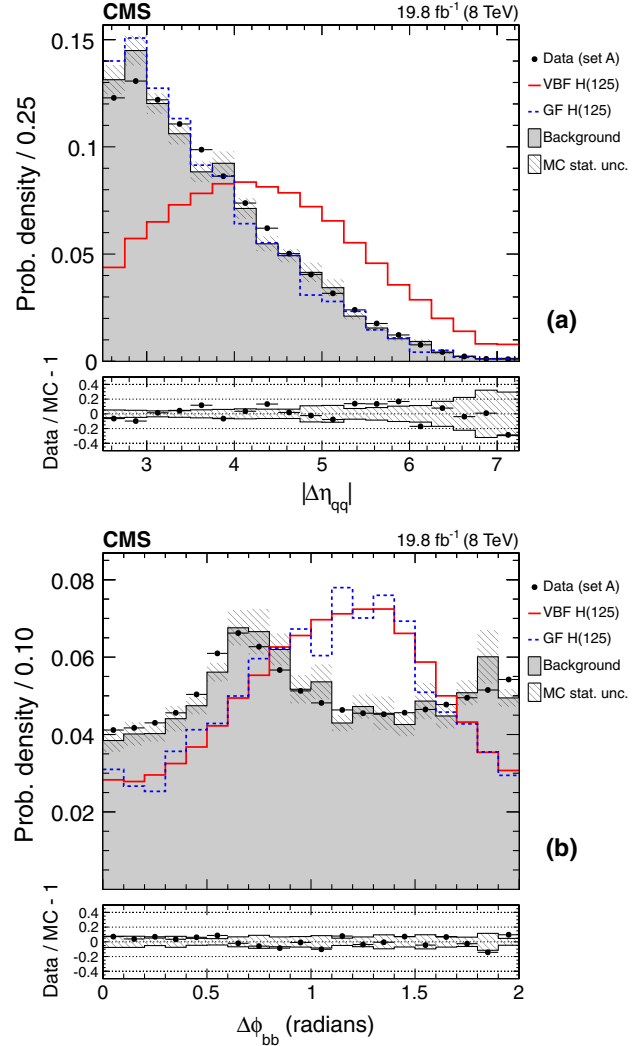 CMS 19.8 fb⁻¹ (8 TeV)
Prob. density / 0.25
0.15
0.1
0.05
0
Data (set A)
VBF H(125)
GF H(125)
Background
MC stat. unc.
(a)
Data / MC - 1
0.4
0.2
0
-0.2
-0.4
3 4 5 6 7
|Δη_qq|
CMS 19.8 fb⁻¹ (8 TeV)
Prob. density / 0.10
0.08
0.06
0.04
0.02
Data (set A)
VBF H(125)
GF H(125)
Background
MC stat. unc.
(b)
Data / MC - 1
0.4
0.2
0
-0.2
-0.4
0 0.5 1 1.5 2
Δϕ_bb (radians)